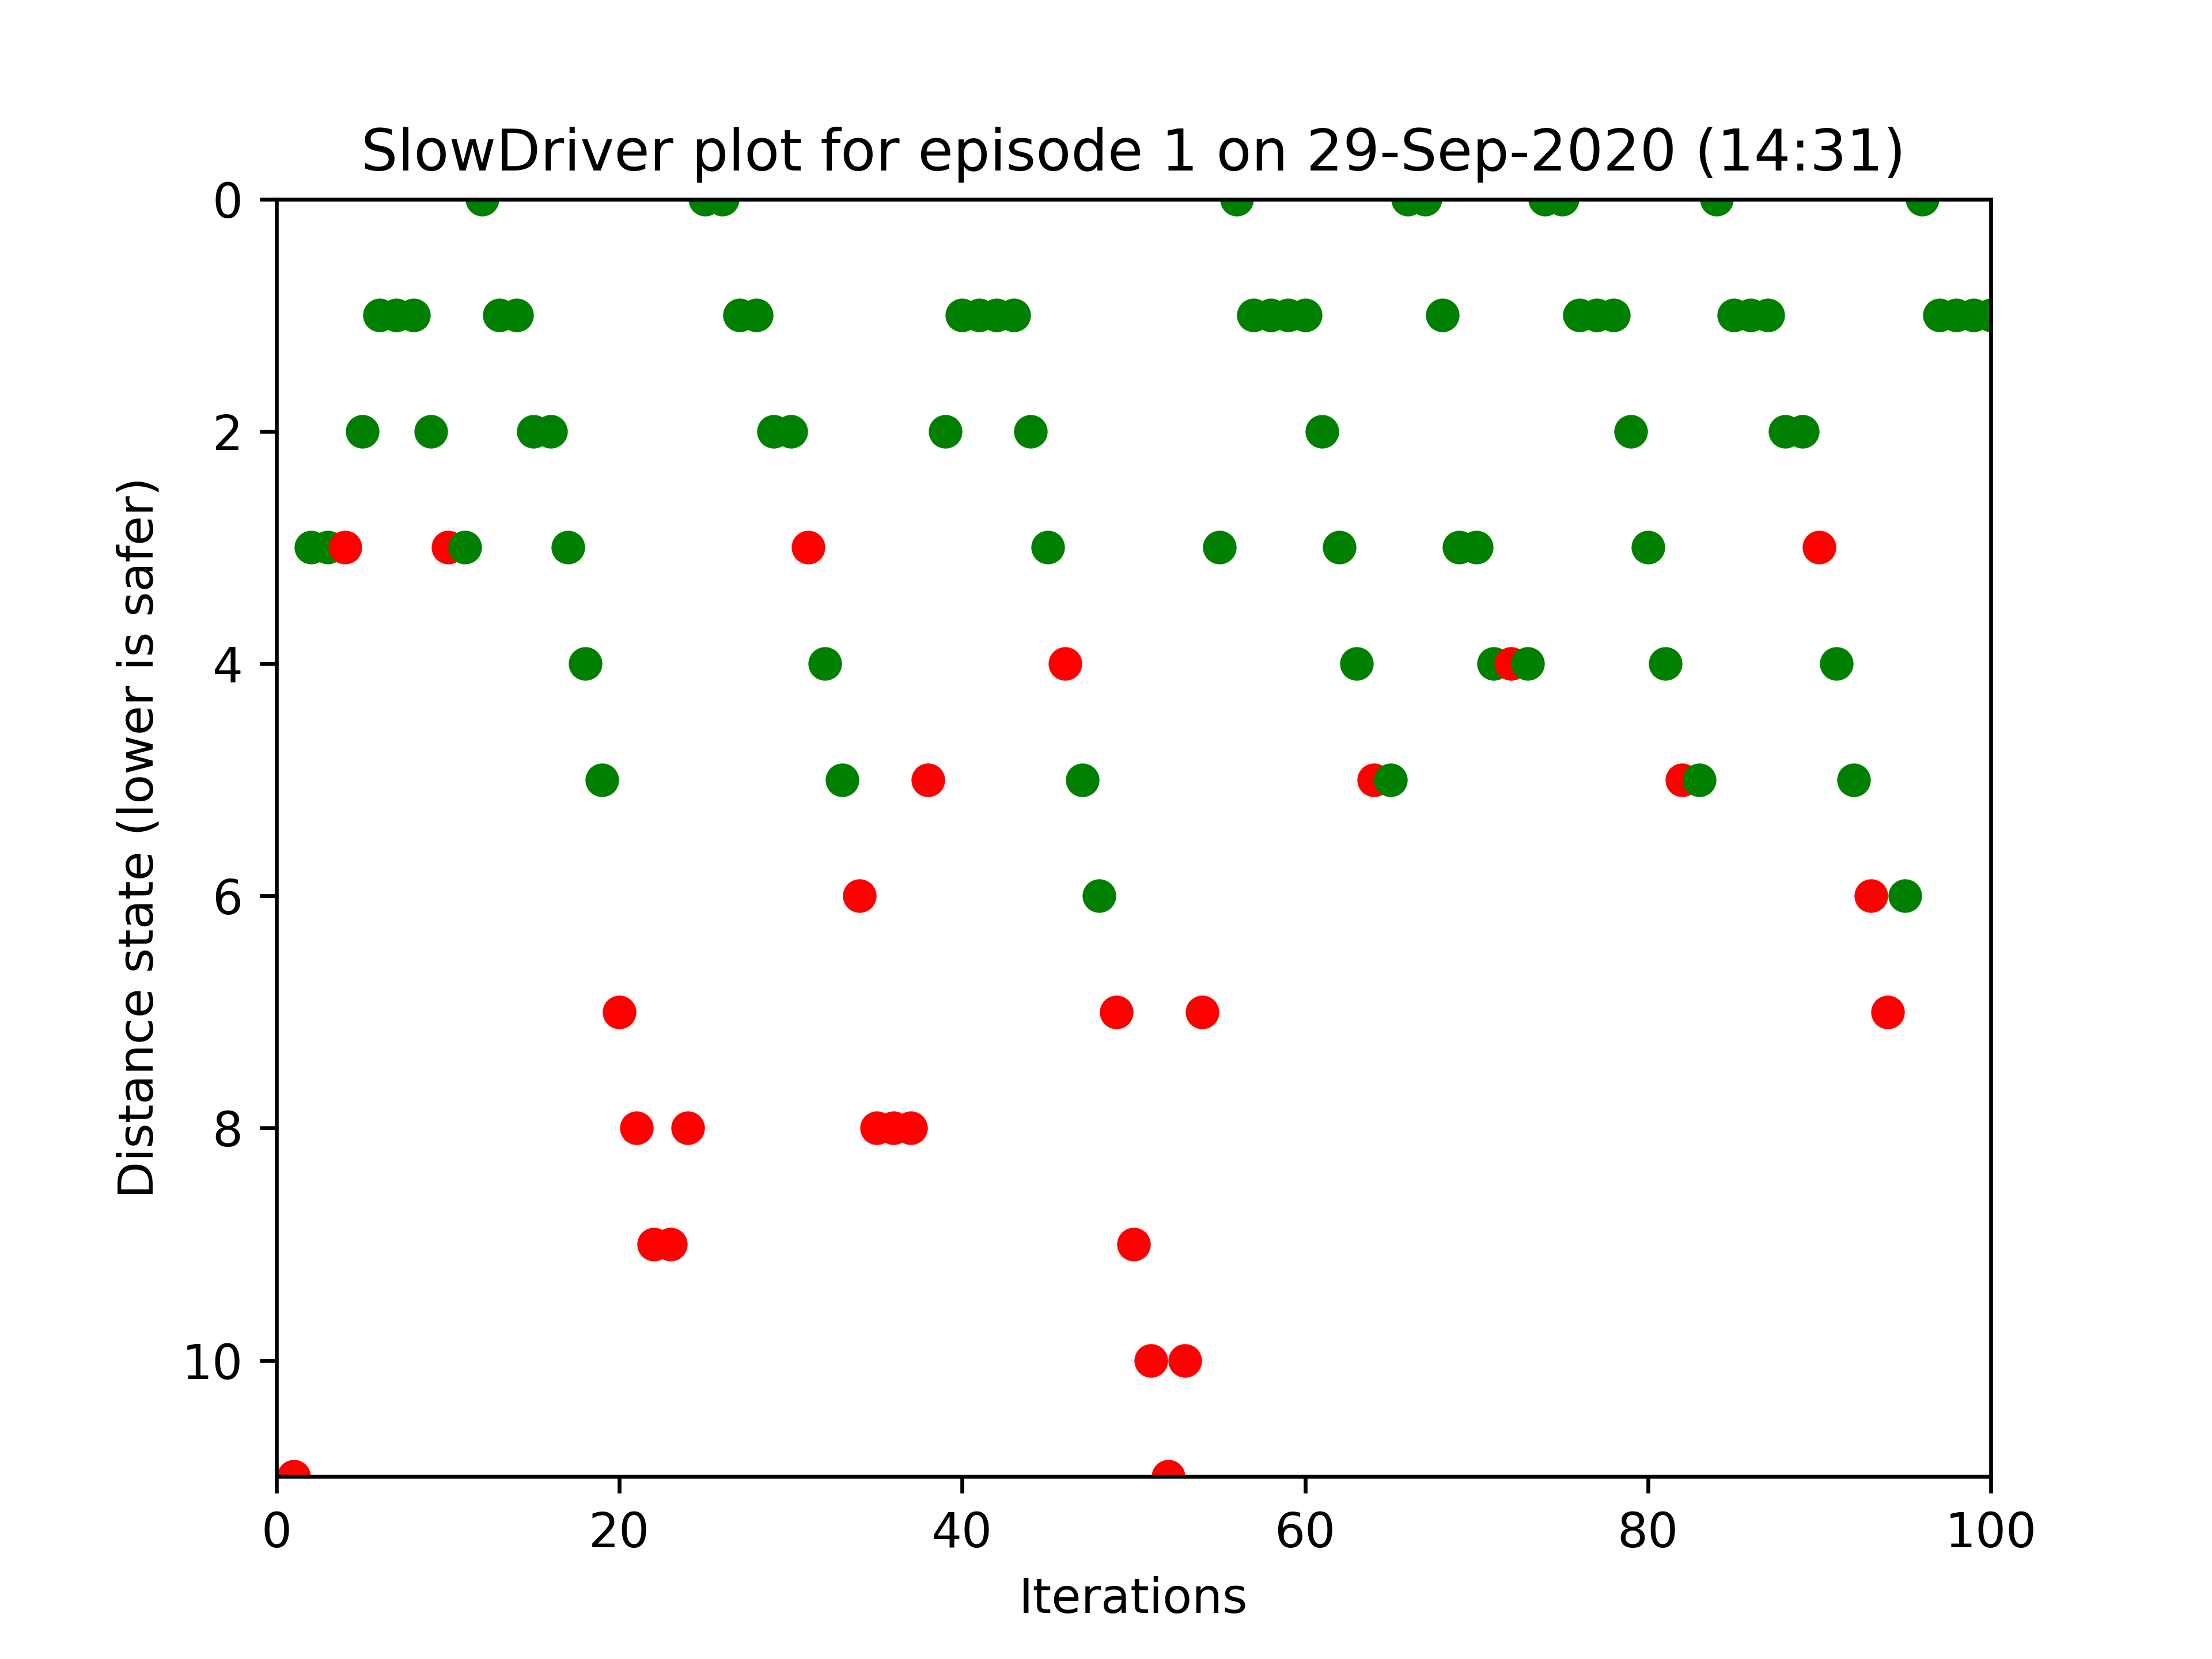 SlowDriver plot for episode 1 on 29-Sep-2020 (14:31)
Distance state (lower is safer)
0
2
4
6
8
10
0 20 40 60 80 100
Iterations